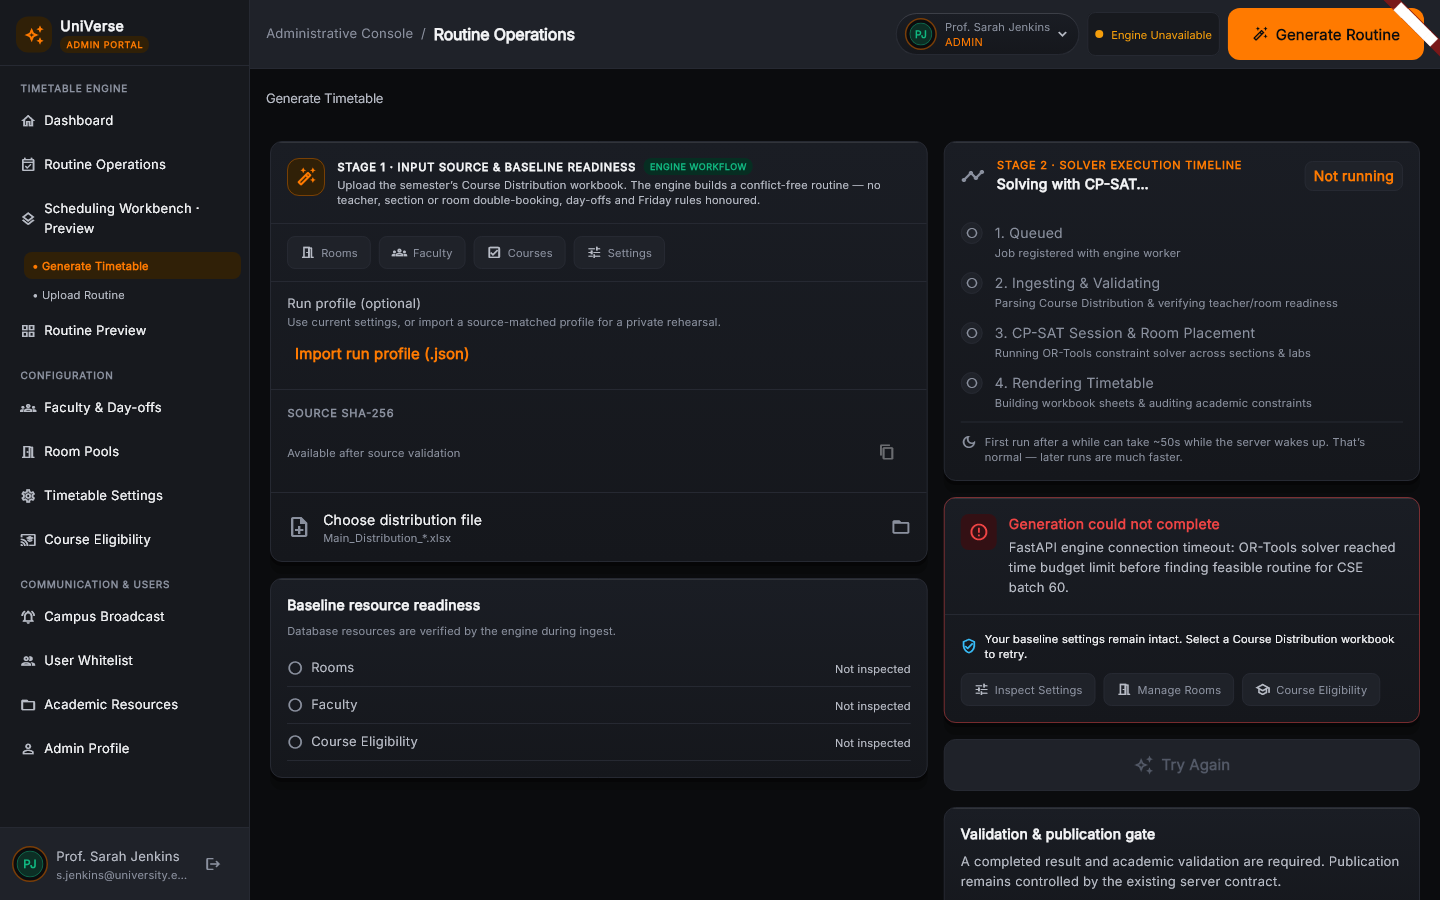 UniVerse
ADMIN PORTAL
TIMETABLE ENGINE
Dashboard
Routine Operations
Scheduling Workbench ·
Preview
• Generate Timetable
• Upload Routine
Routine Preview
CONFIGURATION
Faculty & Day-offs
Room Pools
Timetable Settings
Course Eligibility
COMMUNICATION & USERS
Campus Broadcast
User Whitelist
Academic Resources
Admin Profile
PJ
Prof. Sarah Jenkins
s.jenkins@university.e...
Administrative Console / Routine Operations
PJ
Prof. Sarah Jenkins
ADMIN
Engine Unavailable
Generate Routine
Generate Timetable
STAGE 1 · INPUT SOURCE & BASELINE READINESS
ENGINE WORKFLOW
Upload the semester's Course Distribution workbook. The engine builds a conflict-free routine — no
teacher, section or room double-booking, day-offs and Friday rules honoured.
Rooms
Faculty
Courses
Settings
Run profile (optional)
Use current settings, or import a source-matched profile for a private rehearsal.
Import run profile (.json)
SOURCE SHA-256
Available after source validation
Choose distribution file
Main_Distribution_*.xlsx
Baseline resource readiness
Database resources are verified by the engine during ingest.
Rooms Not inspected
Faculty Not inspected
Course Eligibility Not inspected
STAGE 2 · SOLVER EXECUTION TIMELINE
Solving with CP-SAT...
Not running
1. Queued
Job registered with engine worker
2. Ingesting & Validating
Parsing Course Distribution & verifying teacher/room readiness
3. CP-SAT Session & Room Placement
Running OR-Tools constraint solver across sections & labs
4. Rendering Timetable
Building workbook sheets & auditing academic constraints
First run after a while can take ~50s while the server wakes up. That's
normal — later runs are much faster.
Generation could not complete
FastAPI engine connection timeout: OR-Tools solver reached
time budget limit before finding feasible routine for CSE
batch 60.
Your baseline settings remain intact. Select a Course Distribution workbook
to retry.
Inspect Settings
Manage Rooms
Course Eligibility
Try Again
Validation & publication gate
A completed result and academic validation are required. Publication
remains controlled by the existing server contract.